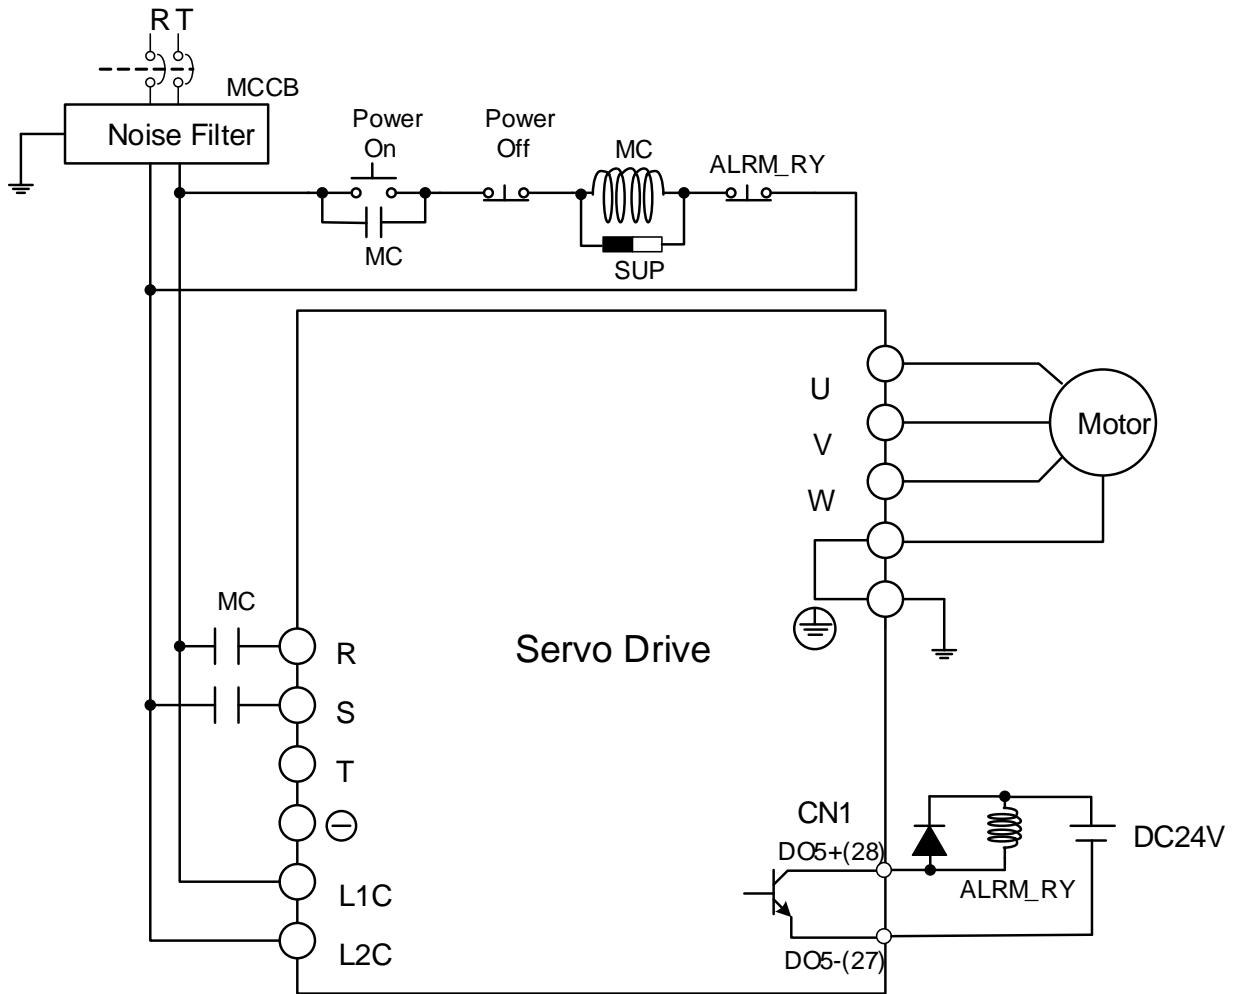 R T
MCCB
Noise Filter
Power
On
Power
Off
MC
ALRM_RY
MC
SUP
U
V
W
Motor
MC
R
S
T
Servo Drive
L1C
L2C
CN1
DO5+(28)
DO5-(27)
ALRM_RY
DC24V